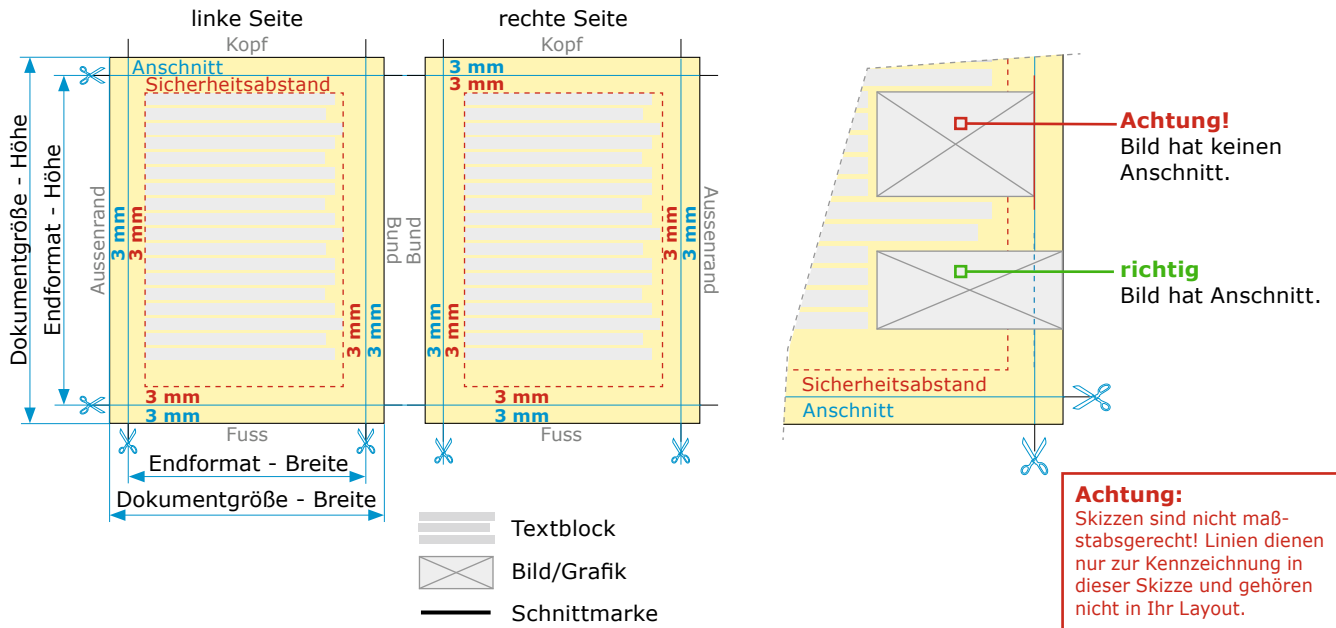 linke Seite
Kopf
rechte Seite
Kopf
Anschnitt
Sicherheitsabstand
3 mm
3 mm
Dokumentgröße - Höhe
Endformat - Höhe
Aussenrand
3 mm
3 mm
Bund
Bund
3 mm
3 mm
Aussenrand
3 mm
3 mm
3 mm
3 mm
3 mm
3 mm
3 mm
3 mm
Fuss
Fuss
Endformat - Breite
Dokumentgröße - Breite
Textblock
Bild/Grafik
Schnittmarke
Achtung!
Bild hat keinen
Anschnitt.
richtig
Bild hat Anschnitt.
Sicherheitsabstand
Anschnitt
Achtung:
Skizzen sind nicht maß-
stabsgerecht! Linien dienen
nur zur Kennzeichnung in
dieser Skizze und gehören
nicht in Ihr Layout.